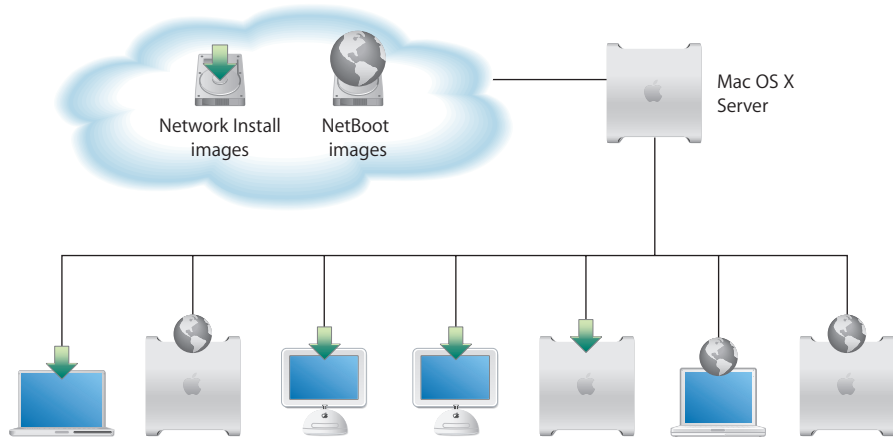 Network Install
images
NetBoot
images
Mac OS X
Server